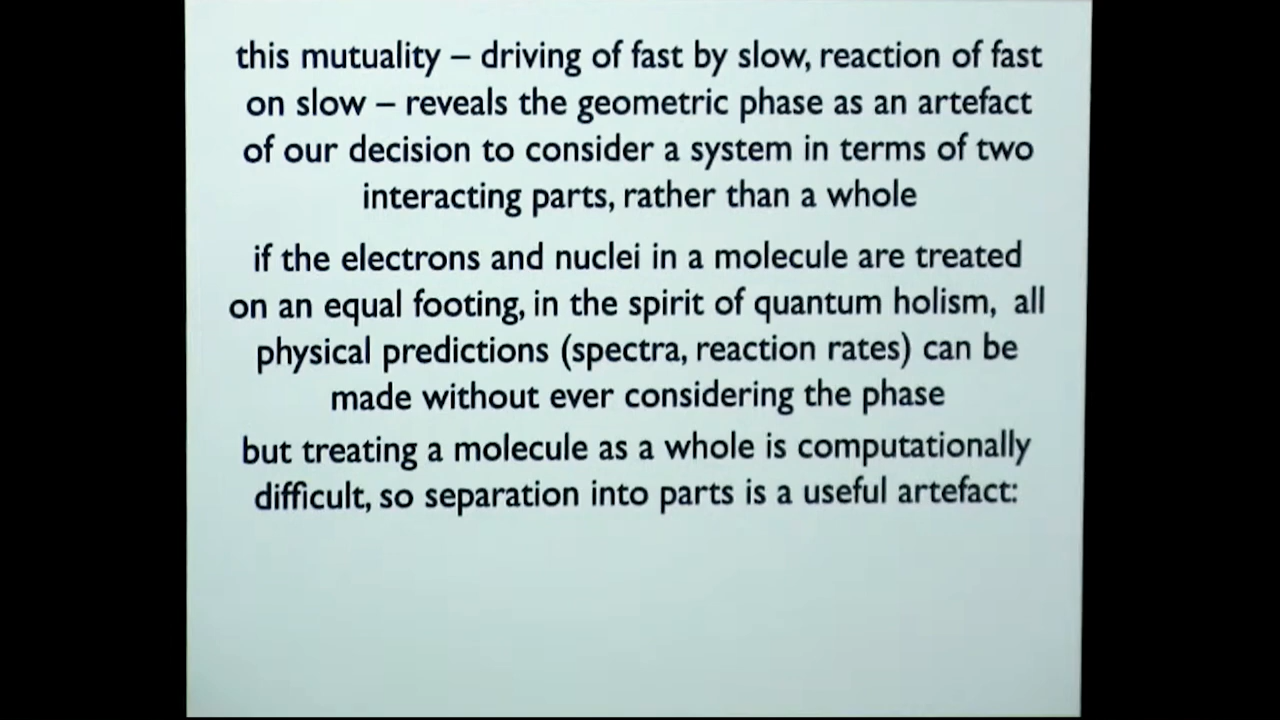 this mutuality – driving of fast by slow, reaction of fast
on slow – reveals the geometric phase as an artefact
of our decision to consider a system in terms of two
interacting parts, rather than a whole
if the electrons and nuclei in a molecule are treated
on an equal footing, in the spirit of quantum holism, all
physical predictions (spectra, reaction rates) can be
made without ever considering the phase
but treating a molecule as a whole is computationally
difficult, so separation into parts is a useful artefact: